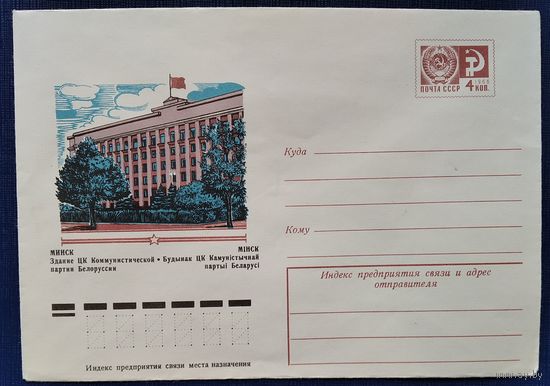 1966
ПОЧТА СССР 4 КОП.
Куда
Кому
МИНСК
Здание ЦК Коммунистической
партии Белоруссии
•
МІНСК
Будынак ЦК Камуністычнай
партыі Беларусі
Индекс предприятия связи и адрес
отправителя
Индекс предприятия связи места назначения